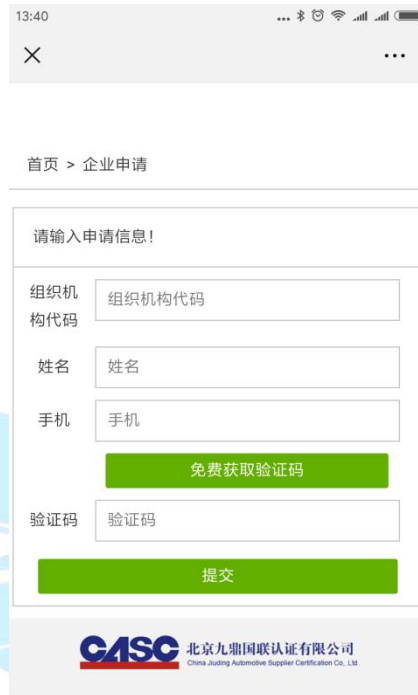 13:40
首页 > 企业申请
请输入申请信息！
组织机构代码
组织机
构代码
姓名 姓名
手机 手机
免费获取验证码
验证码 验证码
提交
CASC 北京九鼎国联认证有限公司
China Jiuding Automotive Supplier Certification Co., Ltd